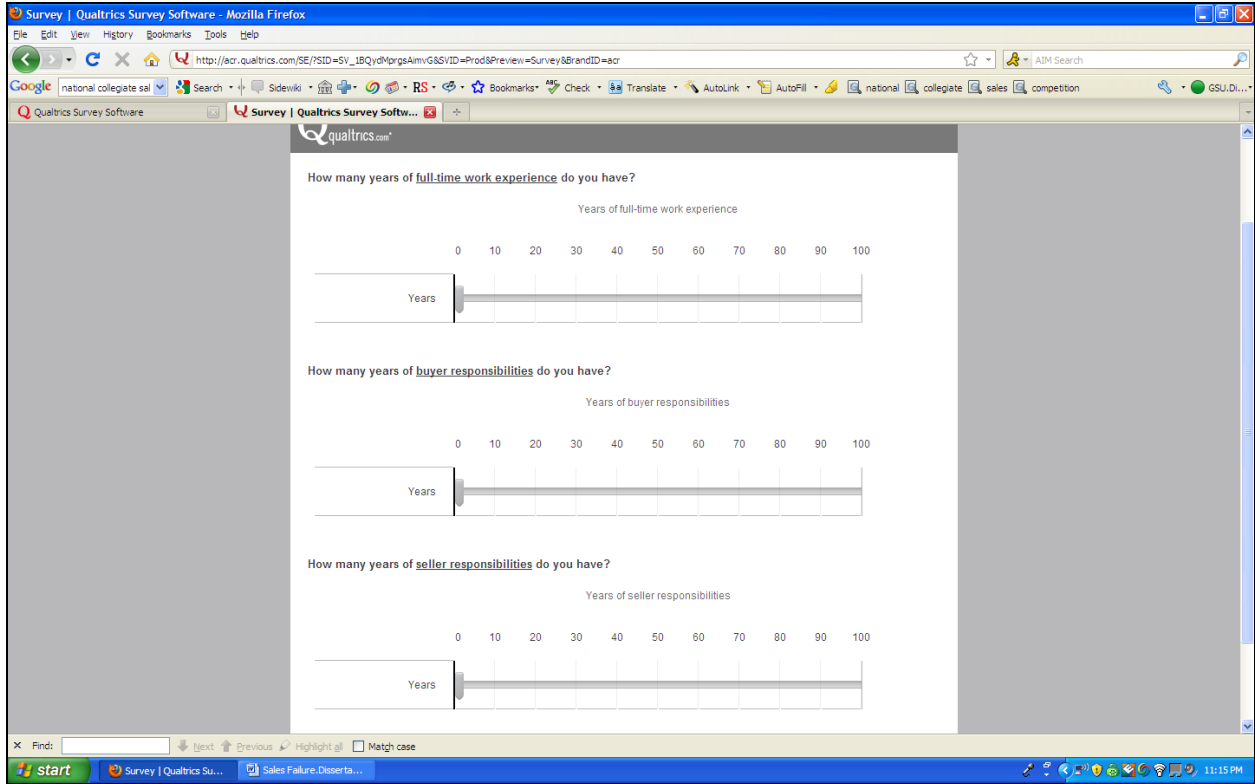 Survey | Qualtrics Survey Software - Mozilla Firefox
File Edit View History Bookmarks Tools Help
http://acr.qualtrics.com/SE/?SID=SV_1BQydMprgsAimvG&SVID=Prod&Preview=Survey&BrandID=acr
AIM Search
Google national collegiate sal Search Sidewiki RS Bookmarks Check Translate AutoLink AutoFill national collegiate sales competition GSU.Di...
Qualtrics Survey Software Survey | Qualtrics Survey Softw...
qualtrics.com
How many years of full-time work experience do you have?
Years of full-time work experience
0 10 20 30 40 50 60 70 80 90 100
Years
How many years of buyer responsibilities do you have?
Years of buyer responsibilities
0 10 20 30 40 50 60 70 80 90 100
Years
How many years of seller responsibilities do you have?
Years of seller responsibilities
0 10 20 30 40 50 60 70 80 90 100
Years
Find: Next Previous Highlight all Match case
start Survey | Qualtrics Su... Sales Failure.Disserta... 11:15 PM